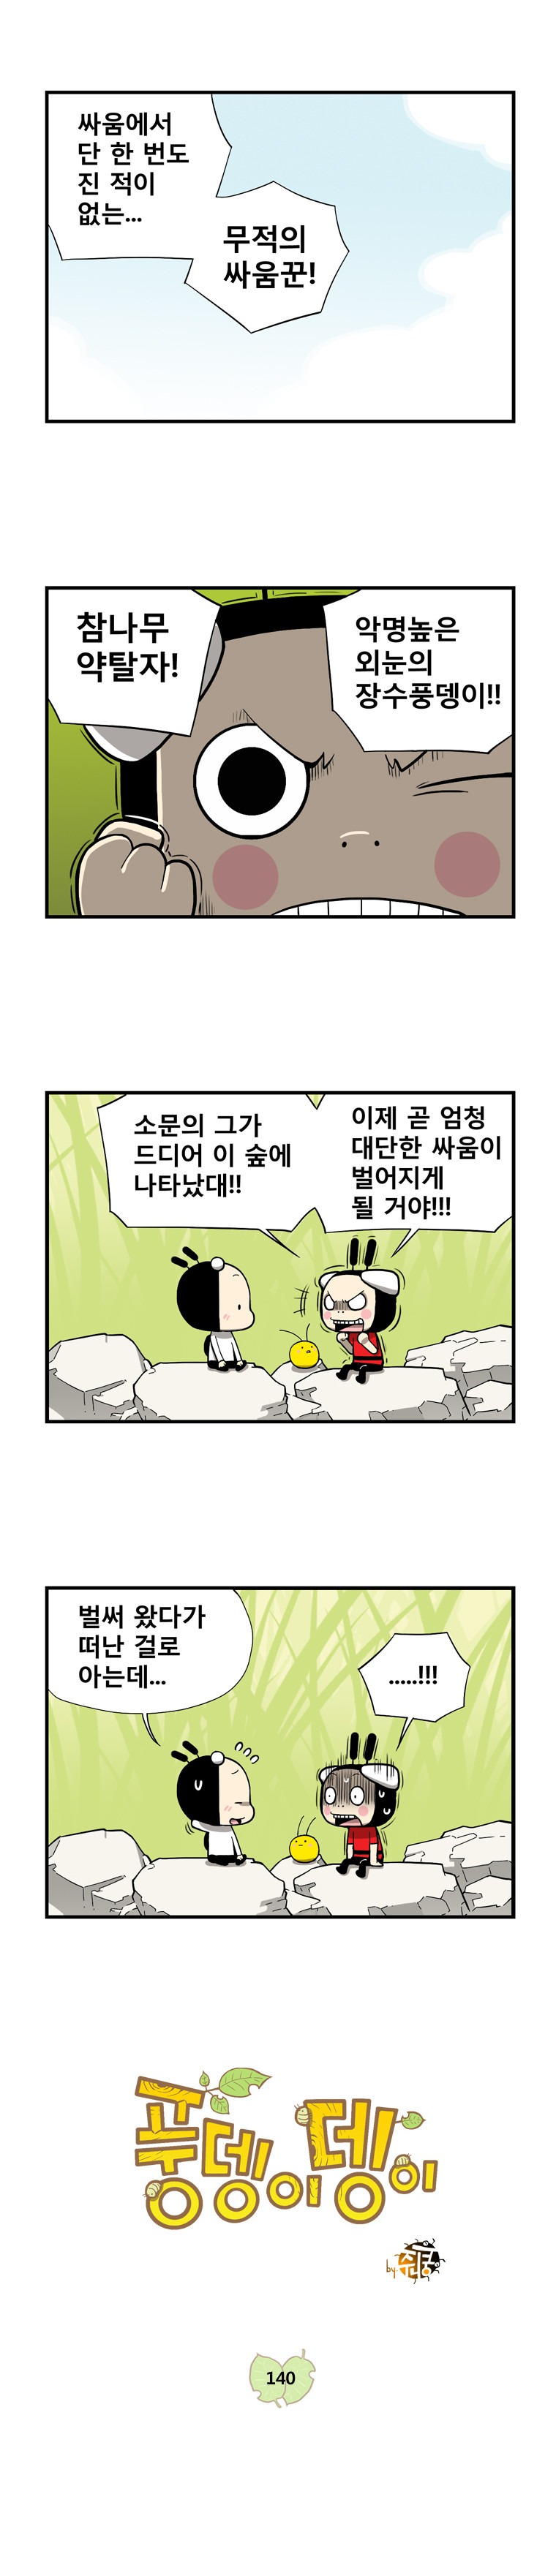 싸움에서
단 한 번도
진 적이
없는...
무적의
싸움꾼!
참나무
약탈자!
악명높은
외눈의
장수풍뎅이!!
소문의 그가
드디어 이 숲에
나타났대!!
이제 곧 엄청
대단한 싸움이
벌어지게
될 거야!!!
벌써 왔다가
떠난 걸로
아는데...
.....!!!
풍뎅이뎅이
by.
140